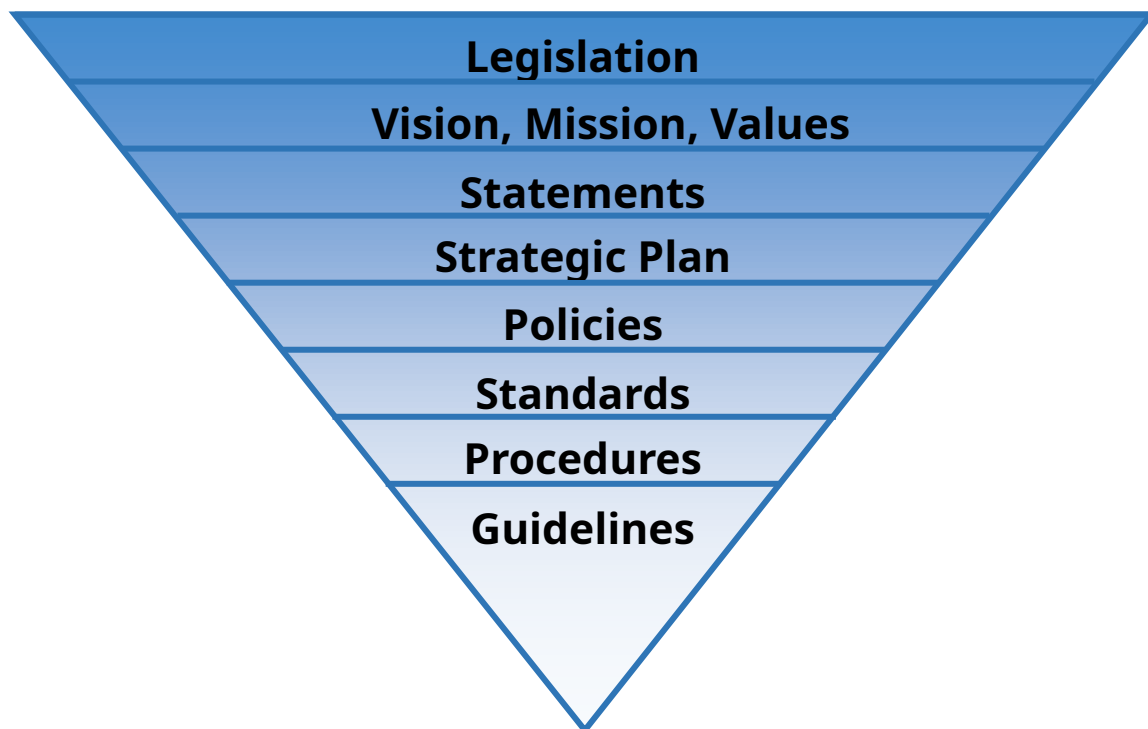 Legislation
Vision, Mission, Values
Statements
Strategic Plan
Policies
Standards
Procedures
Guidelines